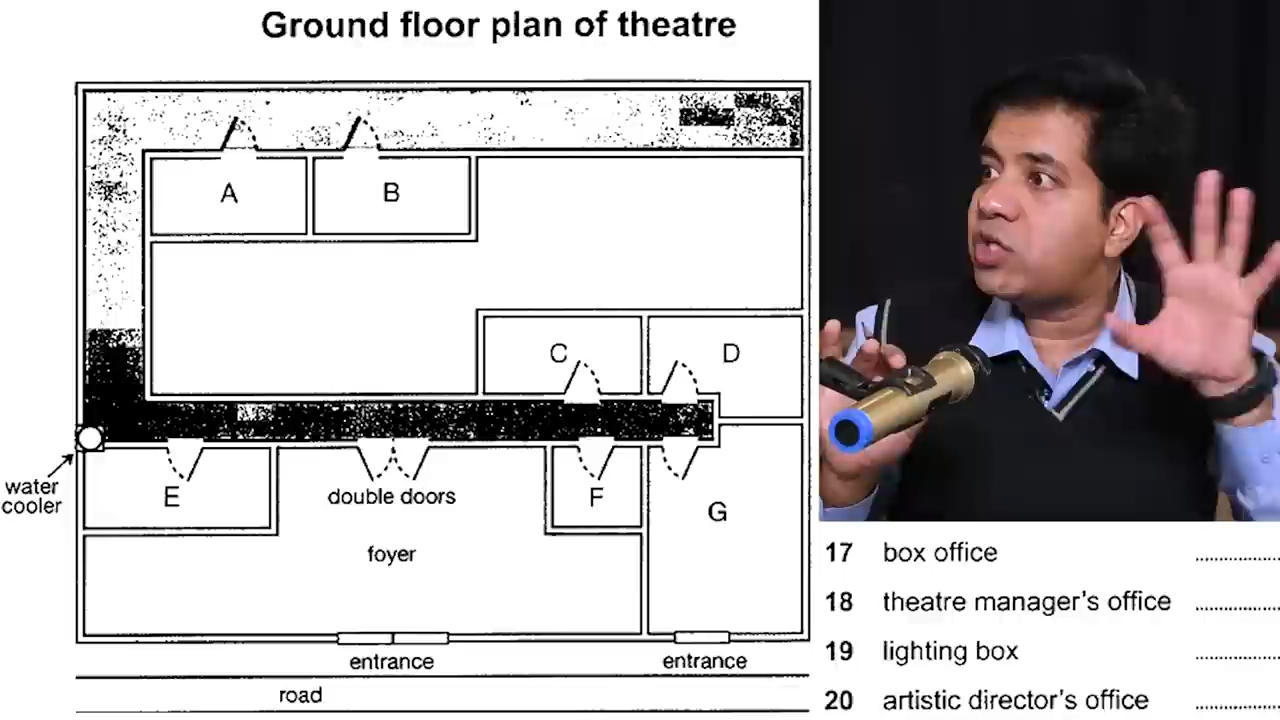 Ground floor plan of theatre
A
B
C
D
water
cooler
E
double doors
F
G
foyer
entrance
entrance
road
17 box office ..............
18 theatre manager's office ..............
19 lighting box ..............
20 artistic director's office ..............